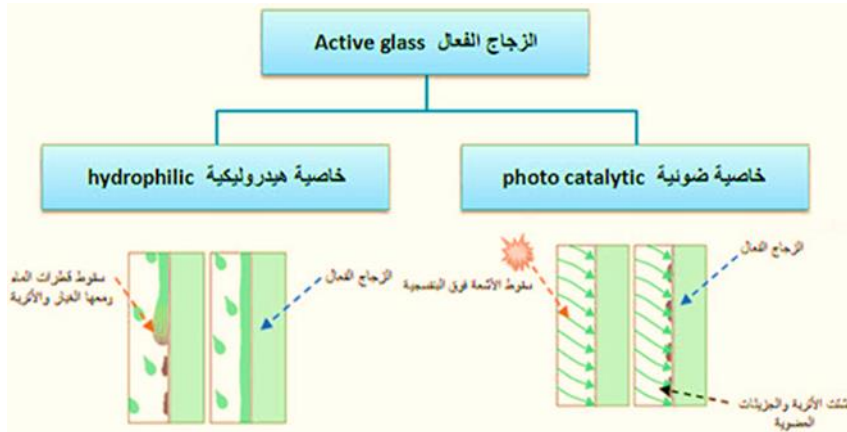 الزجاج الفعال Active glass
خاصية ضوئية photo catalytic
خاصية هيدروليكية hydrophilic
الزجاج الفعال
سقوط الأشعة فوق البنفسجية
تشتت الأتربة والجزيئات
العضوية
الزجاج الفعال
سقوط قطرات الماء
ومعها الغبار والأتربة